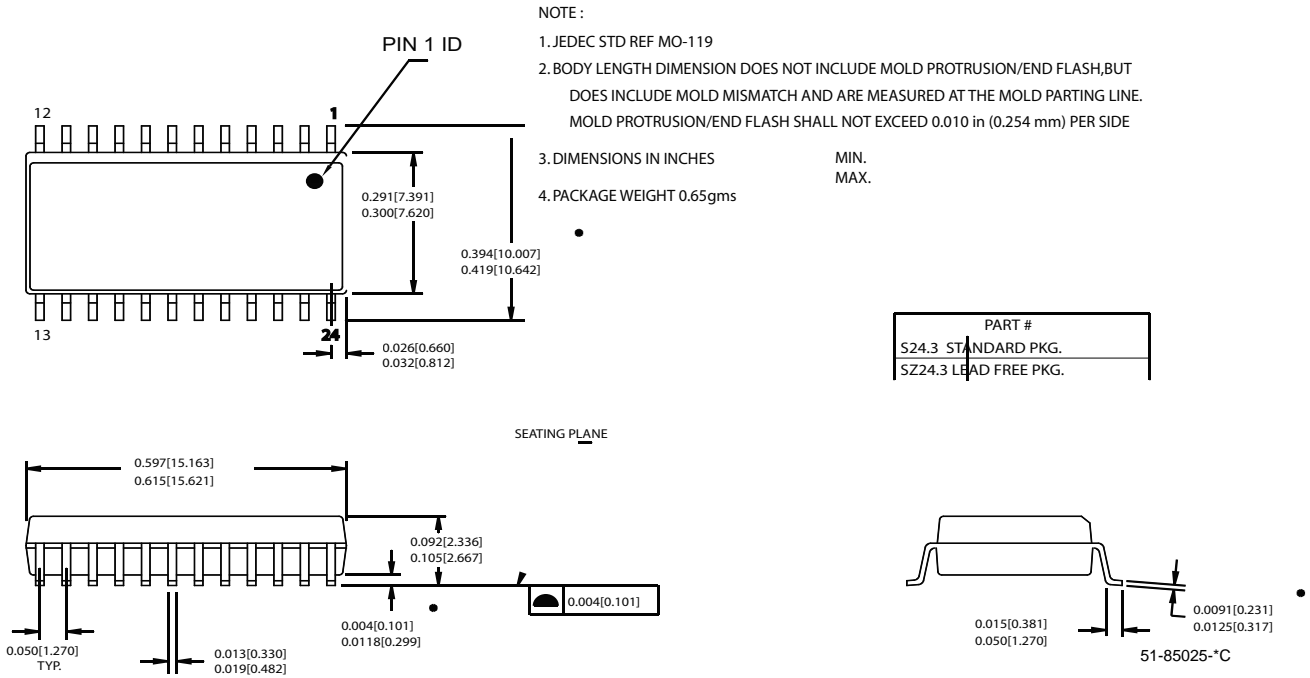 NOTE :
1. JEDEC STD REF MO-119
2. BODY LENGTH DIMENSION DOES NOT INCLUDE MOLD PROTRUSION/END FLASH,BUT
DOES INCLUDE MOLD MISMATCH AND ARE MEASURED AT THE MOLD PARTING LINE.
MOLD PROTRUSION/END FLASH SHALL NOT EXCEED 0.010 in (0.254 mm) PER SIDE
3. DIMENSIONS IN INCHES MIN.
MAX.
4. PACKAGE WEIGHT 0.65gms
PIN 1 ID
12 1
0.291[7.391]
0.300[7.620]
0.394[10.007]
0.419[10.642]
13 24
0.026[0.660]
0.032[0.812]
PART #
S24.3 STANDARD PKG.
SZ24.3 LEAD FREE PKG.
SEATING PLANE
0.597[15.163]
0.615[15.621]
0.092[2.336]
0.105[2.667]
0.004[0.101]
0.004[0.101]
0.0118[0.299]
0.050[1.270]
TYP.
0.013[0.330]
0.019[0.482]
0.015[0.381]
0.050[1.270]
0.0091[0.231]
0.0125[0.317]
51-85025-*C